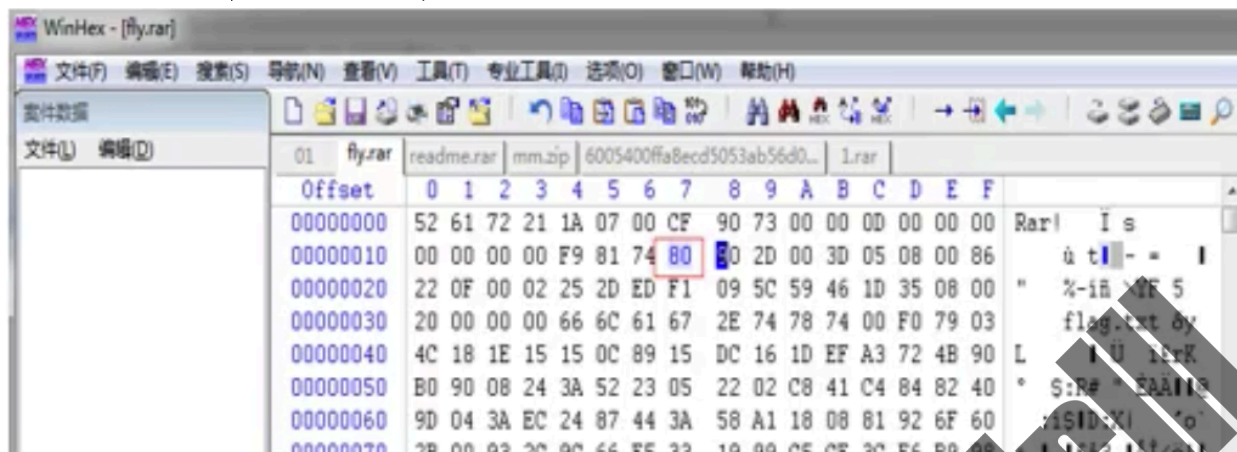 WinHex - [fly.rar]
文件(F) 编辑(E) 搜索(S) 导航(N) 查看(V) 工具(T) 专业工具(I) 选项(O) 窗口(W) 帮助(H)
案件数据
文件(L) 编辑(D)
01 fly.rar readme.rar mm.zip 6005400ffa8ecd5053ab56d0... 1.rar
Offset 0 1 2 3 4 5 6 7 8 9 A B C D E F
00000000 52 61 72 21 1A 07 00 CF 90 73 00 00 0D 00 00 00 Rar! Ï s
00000010 00 00 00 00 F9 81 74 80 90 2D 00 3D 05 08 00 86 ù t - =
00000020 22 0F 00 02 25 2D ED F1 09 5C 59 46 1D 35 08 00 " %-íñ \YF 5
00000030 20 00 00 00 66 6C 61 67 2E 74 78 74 00 F0 79 03 flag.txt ðy
00000040 4C 18 1E 15 15 0C 89 15 DC 16 1D EF A3 72 4B 90 L Ü ï£rK
00000050 B0 90 08 24 3A 52 23 05 22 02 C8 41 C4 84 82 40 ° $:R# " ÈAÄ @
00000060 9D 04 3A EC 24 87 44 3A 58 A1 18 08 81 92 6F 60 :ì$ D:X¡ ’o`